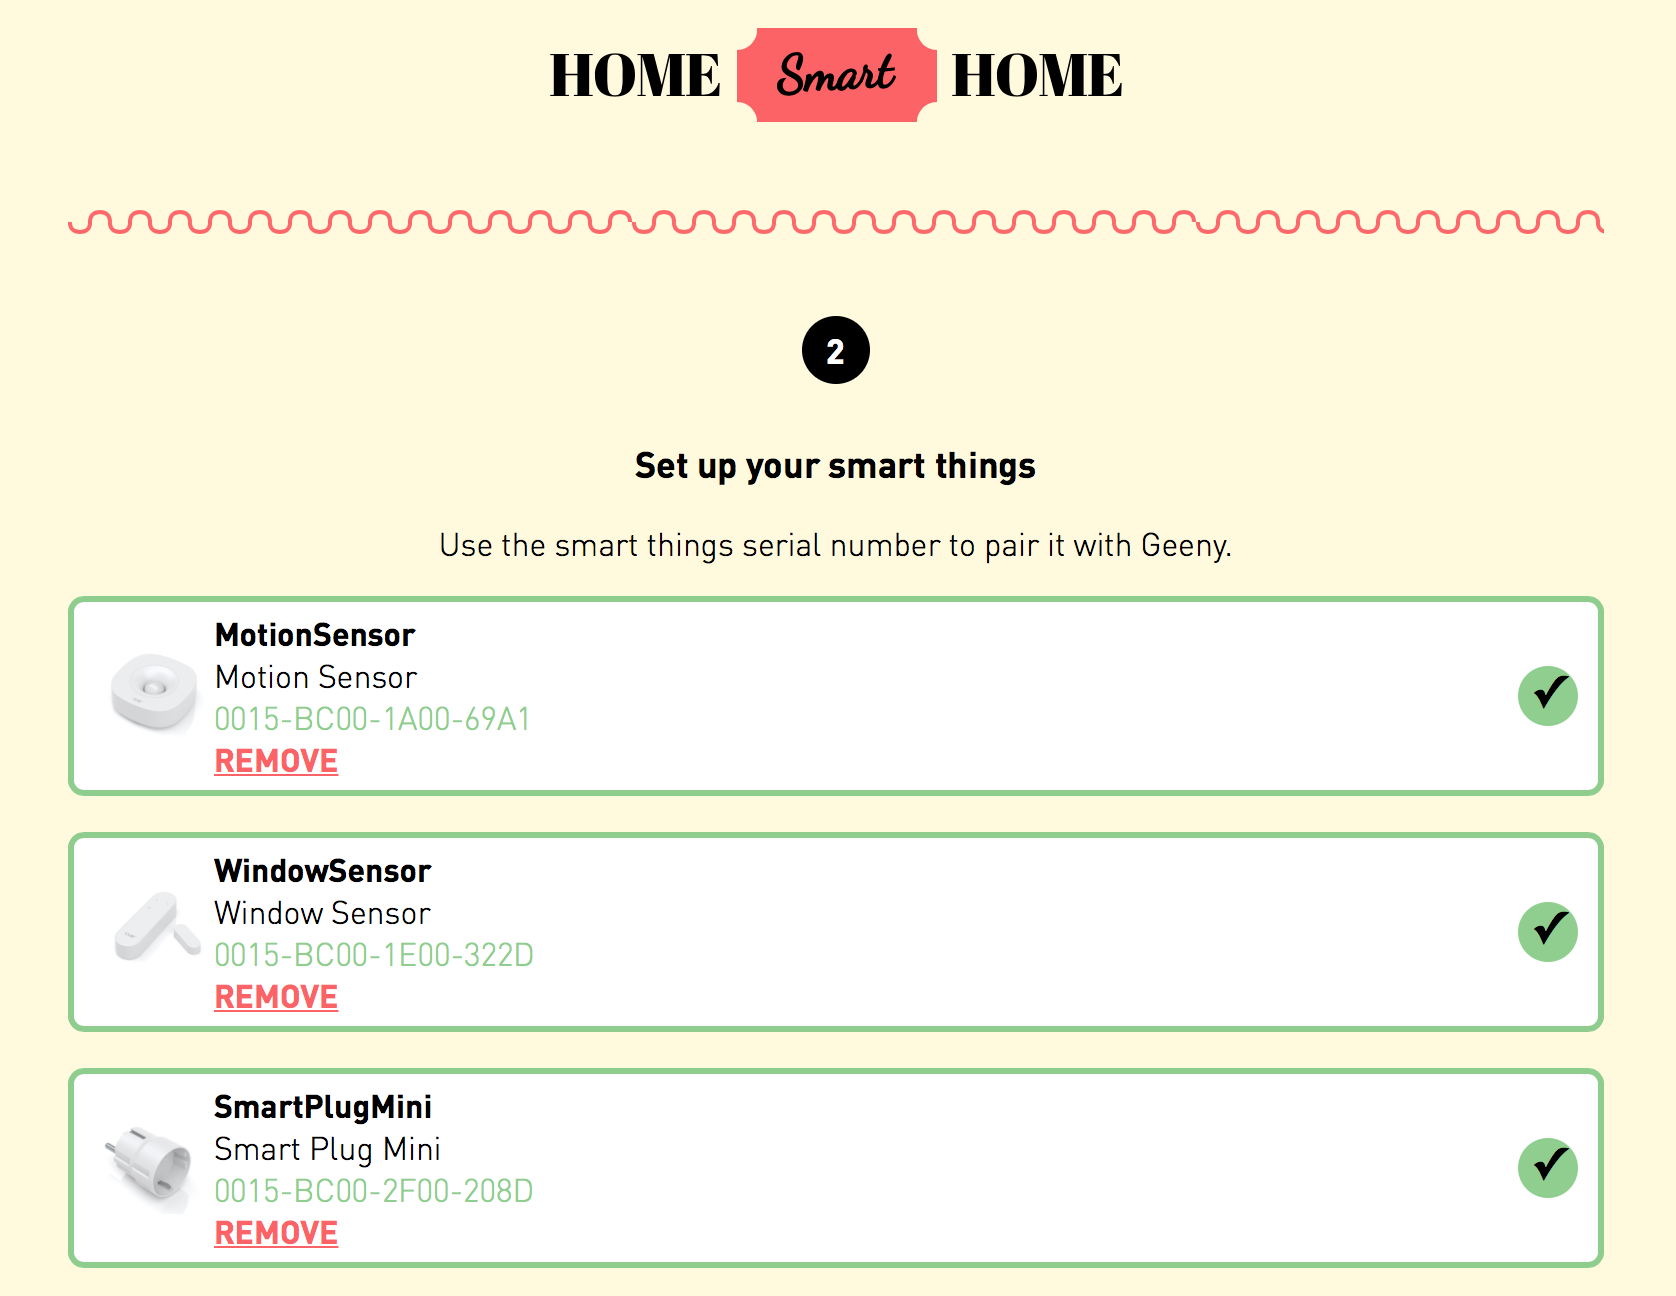 HOME Smart HOME
2
Set up your smart things
Use the smart things serial number to pair it with Geeny.
MotionSensor
Motion Sensor
0015-BC00-1A00-69A1
REMOVE
WindowSensor
Window Sensor
0015-BC00-1E00-322D
REMOVE
SmartPlugMini
Smart Plug Mini
0015-BC00-2F00-208D
REMOVE